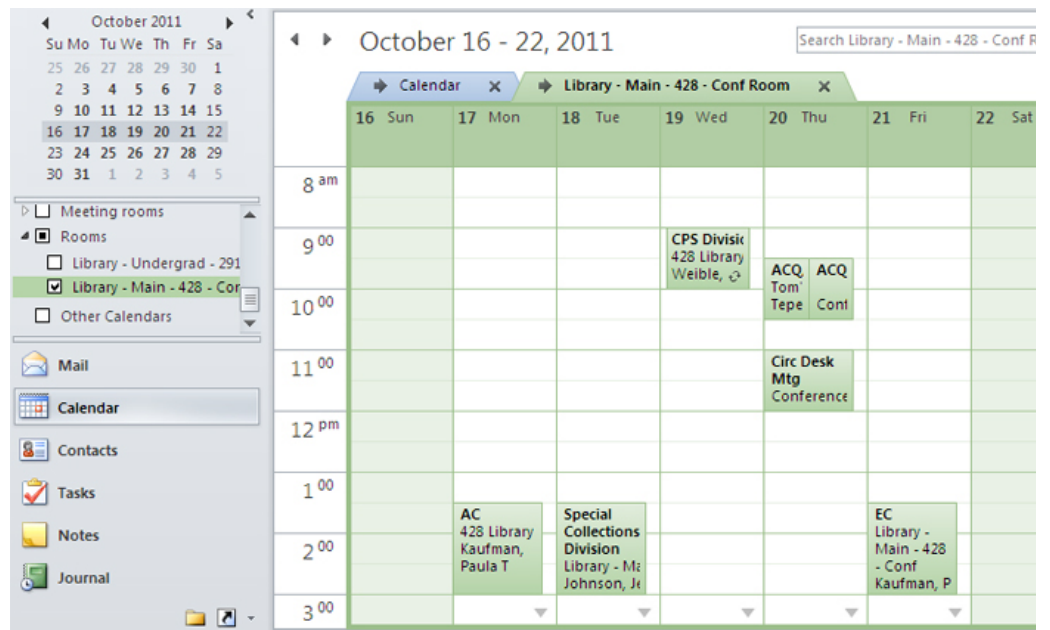 October 2011
Su Mo Tu We Th Fr Sa
25 26 27 28 29 30 1
2 3 4 5 6 7 8
9 10 11 12 13 14 15
16 17 18 19 20 21 22
23 24 25 26 27 28 29
30 31 1 2 3 4 5
Meeting rooms
Rooms
Library - Undergrad - 291
Library - Main - 428 - Cor
Other Calendars
Mail
Calendar
Contacts
Tasks
Notes
Journal
October 16 - 22, 2011
Search Library - Main - 428 - Conf R
Calendar
Library - Main - 428 - Conf Room
16 Sun 17 Mon 18 Tue 19 Wed 20 Thu 21 Fri 22 Sat
8 am
9 00
10 00
11 00
12 pm
1 00
2 00
3 00
AC
428 Library
Kaufman,
Paula T
Special
Collections
Division
Library - Ma
Johnson, Je
CPS Divisic
428 Library
Weible,
ACQ
Tom'
Tepe
ACQ
Conf
Circ Desk
Mtg
Conference
EC
Library -
Main - 428
- Conf
Kaufman, P